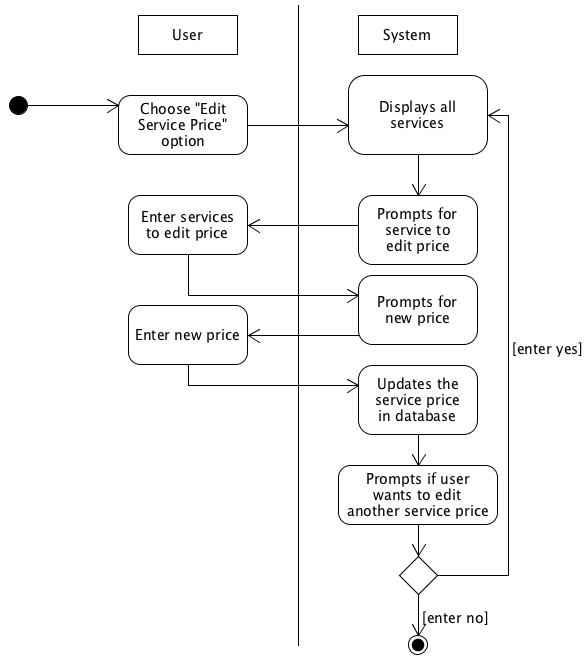 User
System
Choose "Edit
Service Price"
option
Displays all
services
Enter services
to edit price
Prompts for
service to
edit price
Prompts for
new price
Enter new price
[enter yes]
Updates the
service price
in database
Prompts if user
wants to edit
another service price
[enter no]